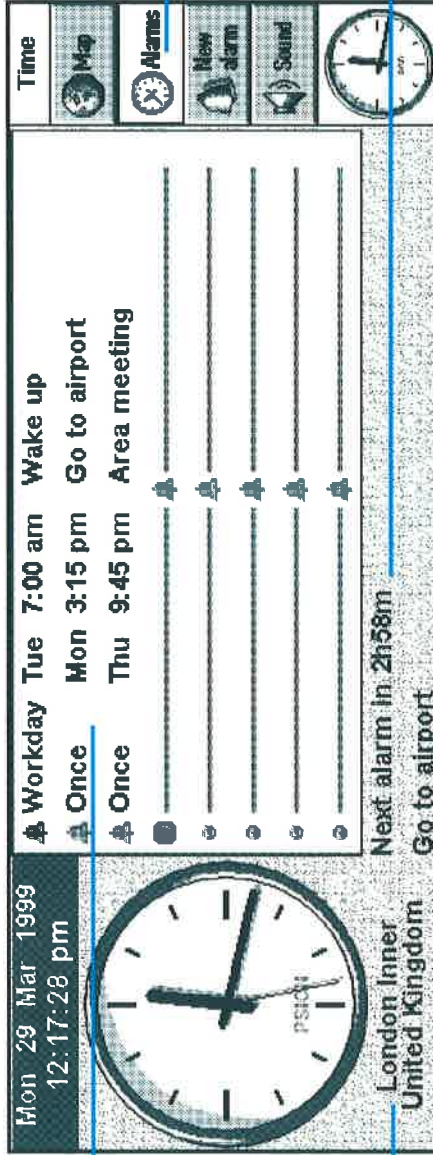 Mon 29 Mar 1999
12:17:28 pm
PSION
London Inner
United Kingdom
Workday Tue 7:00 am Wake up
Once Mon 3:15 pm Go to airport
Once Thu 9:45 pm Area meeting
Next alarm in 2h58m
Go to airport
Time
Map
Alarms
New
alarm
Sound
PSION